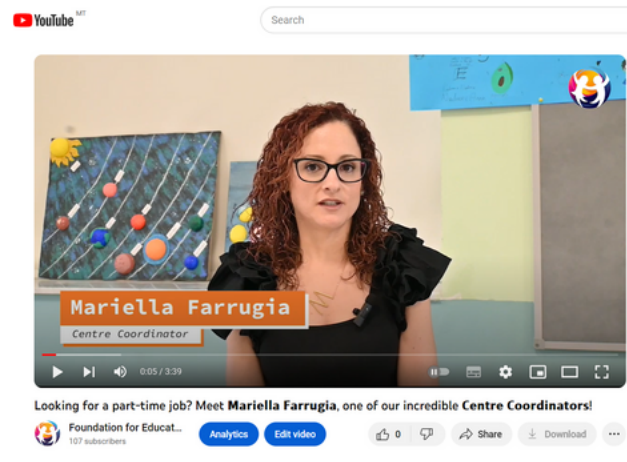 YouTube MT
Search
E
Mariella Farrugia
Centre Coordinator
0:05 / 3:39
Looking for a part-time job? Meet Mariella Farrugia, one of our incredible Centre Coordinators!
Foundation for Educat...
107 subscribers
Analytics
Edit video
0
Share
Download